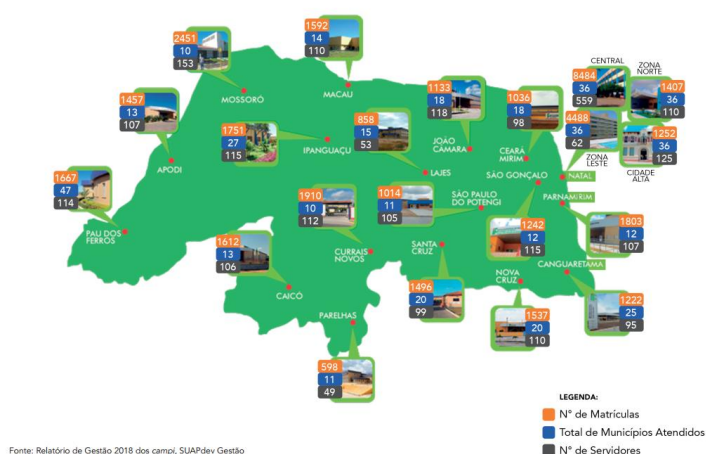 1592
14
110
MACAU
2451
10
153
MOSSORÓ
1457
13
107
APODI
1751
27
115
IPANGUAÇU
858
15
53
LAJES
1133
18
118
JOÃO
CÂMARA
1036
18
98
CEARÁ
MIRIM
CENTRAL
8484
36
559
ZONA
NORTE
1407
36
110
4488
36
62
ZONA
LESTE
1252
36
125
CIDADE
ALTA
NATAL
SÃO GONÇALO
1242
12
115
PARNAMIRIM
1803
12
107
1667
47
114
PAU DOS
FERROS
1910
10
112
CURRAIS
NOVOS
1014
11
105
SÃO PAULO
DO POTENGI
1612
13
106
CAICÓ
SANTA
CRUZ
1496
20
99
NOVA
CRUZ
1537
20
110
CANGUARETAMA
1222
25
95
PARELHAS
598
11
49
LEGENDA:
N° de Matrículas
Total de Municípios Atendidos
N° de Servidores
Fonte: Relatório de Gestão 2018 dos campi, SUAPdev Gestão